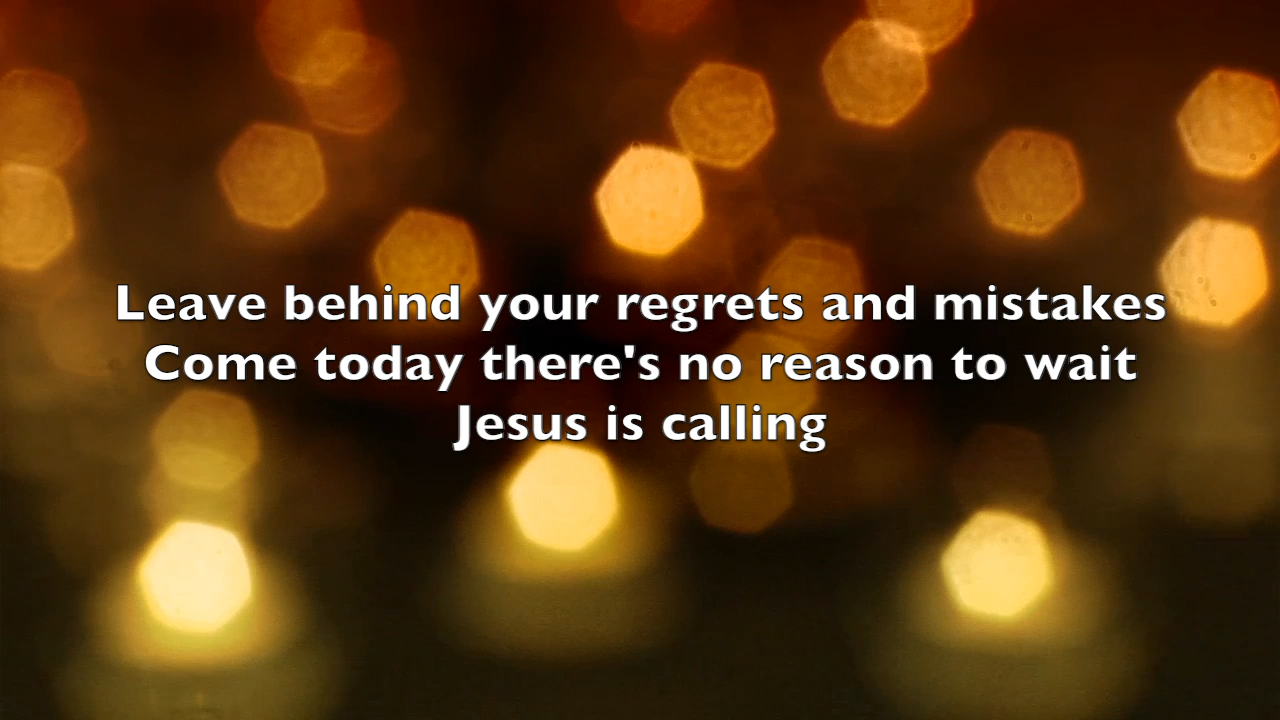 Leave behind your regrets and mistakes
Come today there's no reason to wait
Jesus is calling